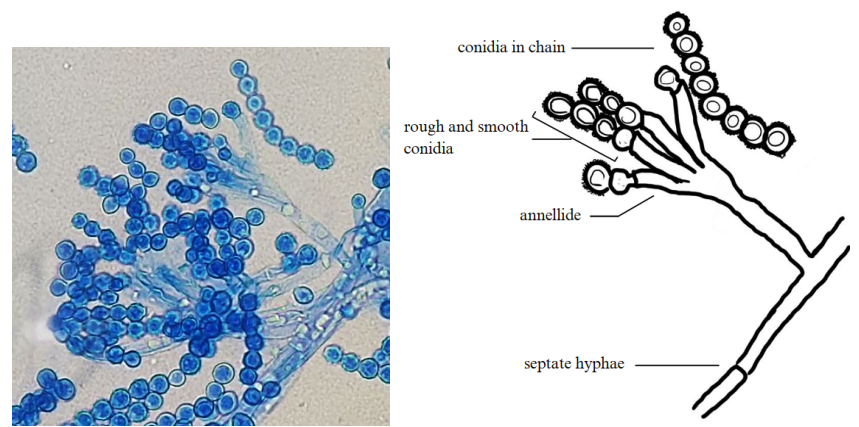 conidia in chain
rough and smooth
conidia
annellide
septate hyphae